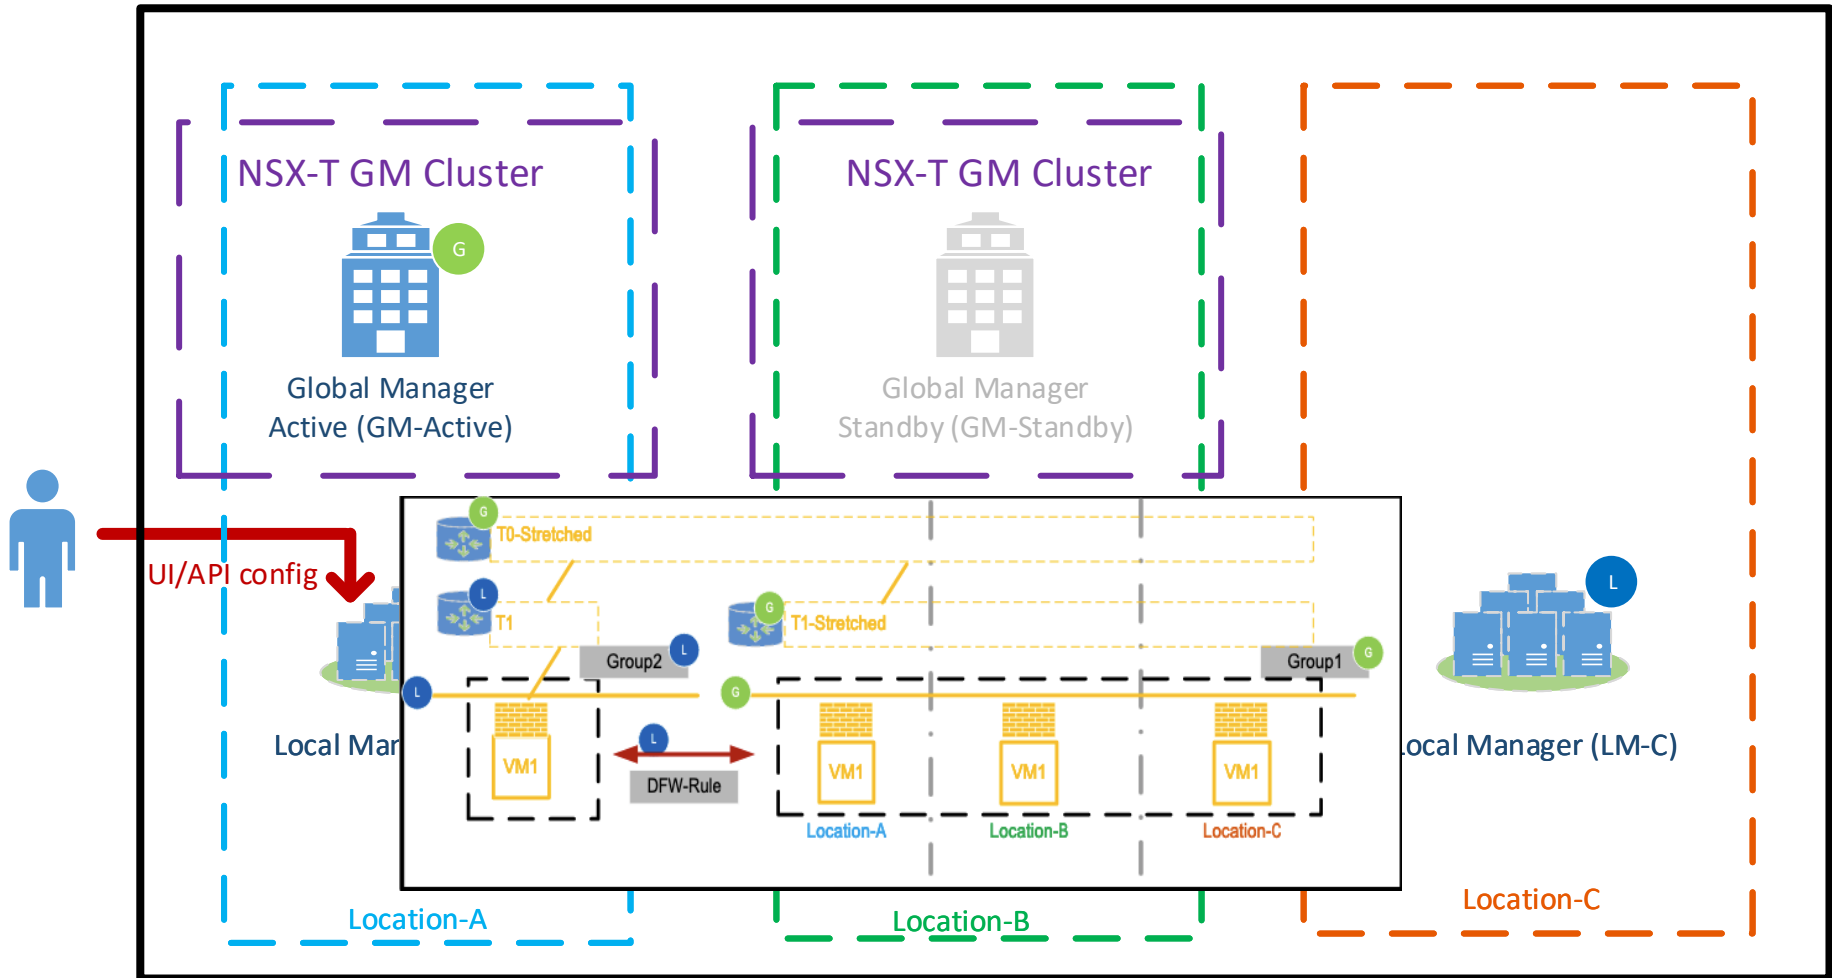 NSX-T GM Cluster
NSX-T GM Cluster
G
Global Manager
Active (GM-Active)
Global Manager
Standby (GM-Standby)
G
T0-Stretched
UI/API config
L
L
T1
G
T1-Stretched
Group2
L
Group1
G
L
G
Local Man
L
VM1
DFW-Rule
VM1
VM1
VM1
Local Manager (LM-C)
Location-A
Location-B
Location-C
Location-A
Location-B
Location-C